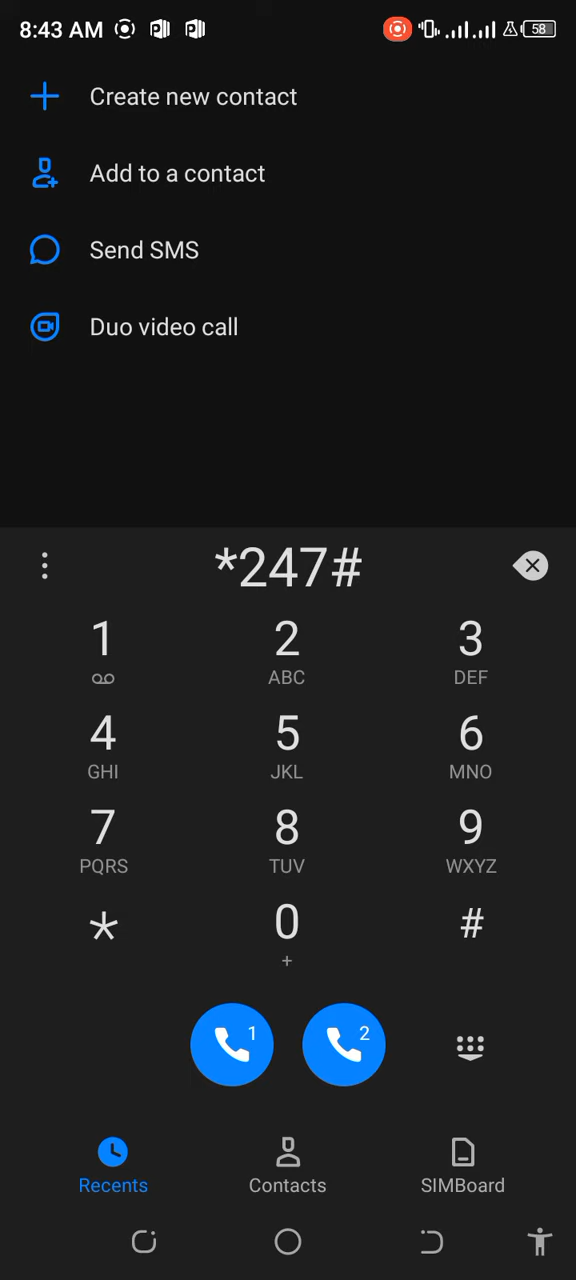 8:43 AM 58
Create new contact
Add to a contact
Send SMS
Duo video call
*247#
1 2 3
ABC DEF
4 5 6
GHI JKL MNO
7 8 9
PQRS TUV WXYZ
* 0 #
+
1 2
Recents Contacts SIMBoard